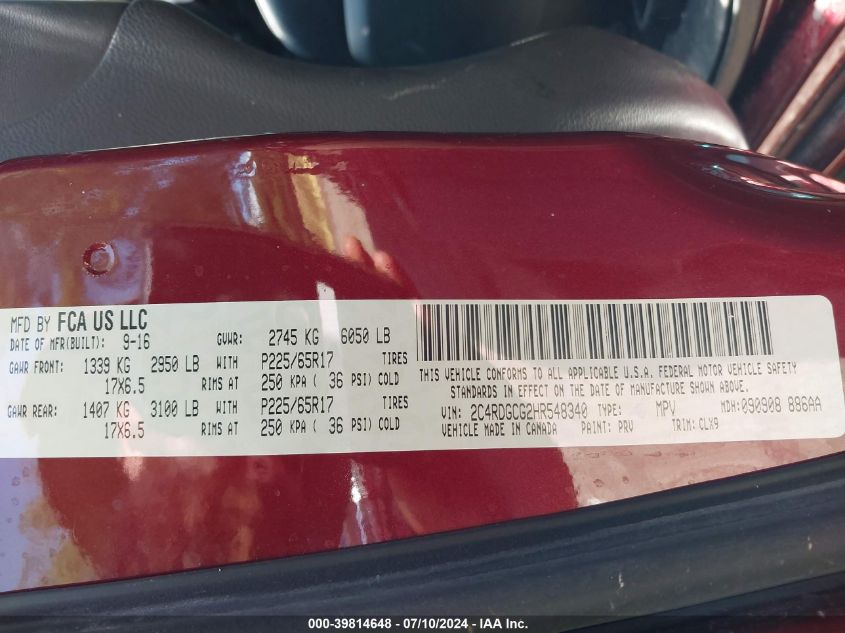 MFD BY FCA US LLC
DATE OF MFR(BUILT): 9-16 GVWR: 2745 KG 6050 LB
GAWR FRONT: 1339 KG 2950 LB WITH P225/65R17 TIRES
17X6.5 RIMS AT 250 KPA ( 36 PSI) COLD
GAWR REAR: 1407 KG 3100 LB WITH P225/65R17 TIRES
17X6.5 RIMS AT 250 KPA ( 36 PSI) COLD
THIS VEHICLE CONFORMS TO ALL APPLICABLE U.S.A. FEDERAL MOTOR VEHICLE SAFETY
STANDARDS IN EFFECT ON THE DATE OF MANUFACTURE SHOWN ABOVE.
VIN: 2C4RDGCG2HR548340 TYPE: MPV MDH: 090908 886AA
VEHICLE MADE IN CANADA PAINT: PRV TRIM: CLX9
000-39814648 - 07/10/2024 - IAA Inc.